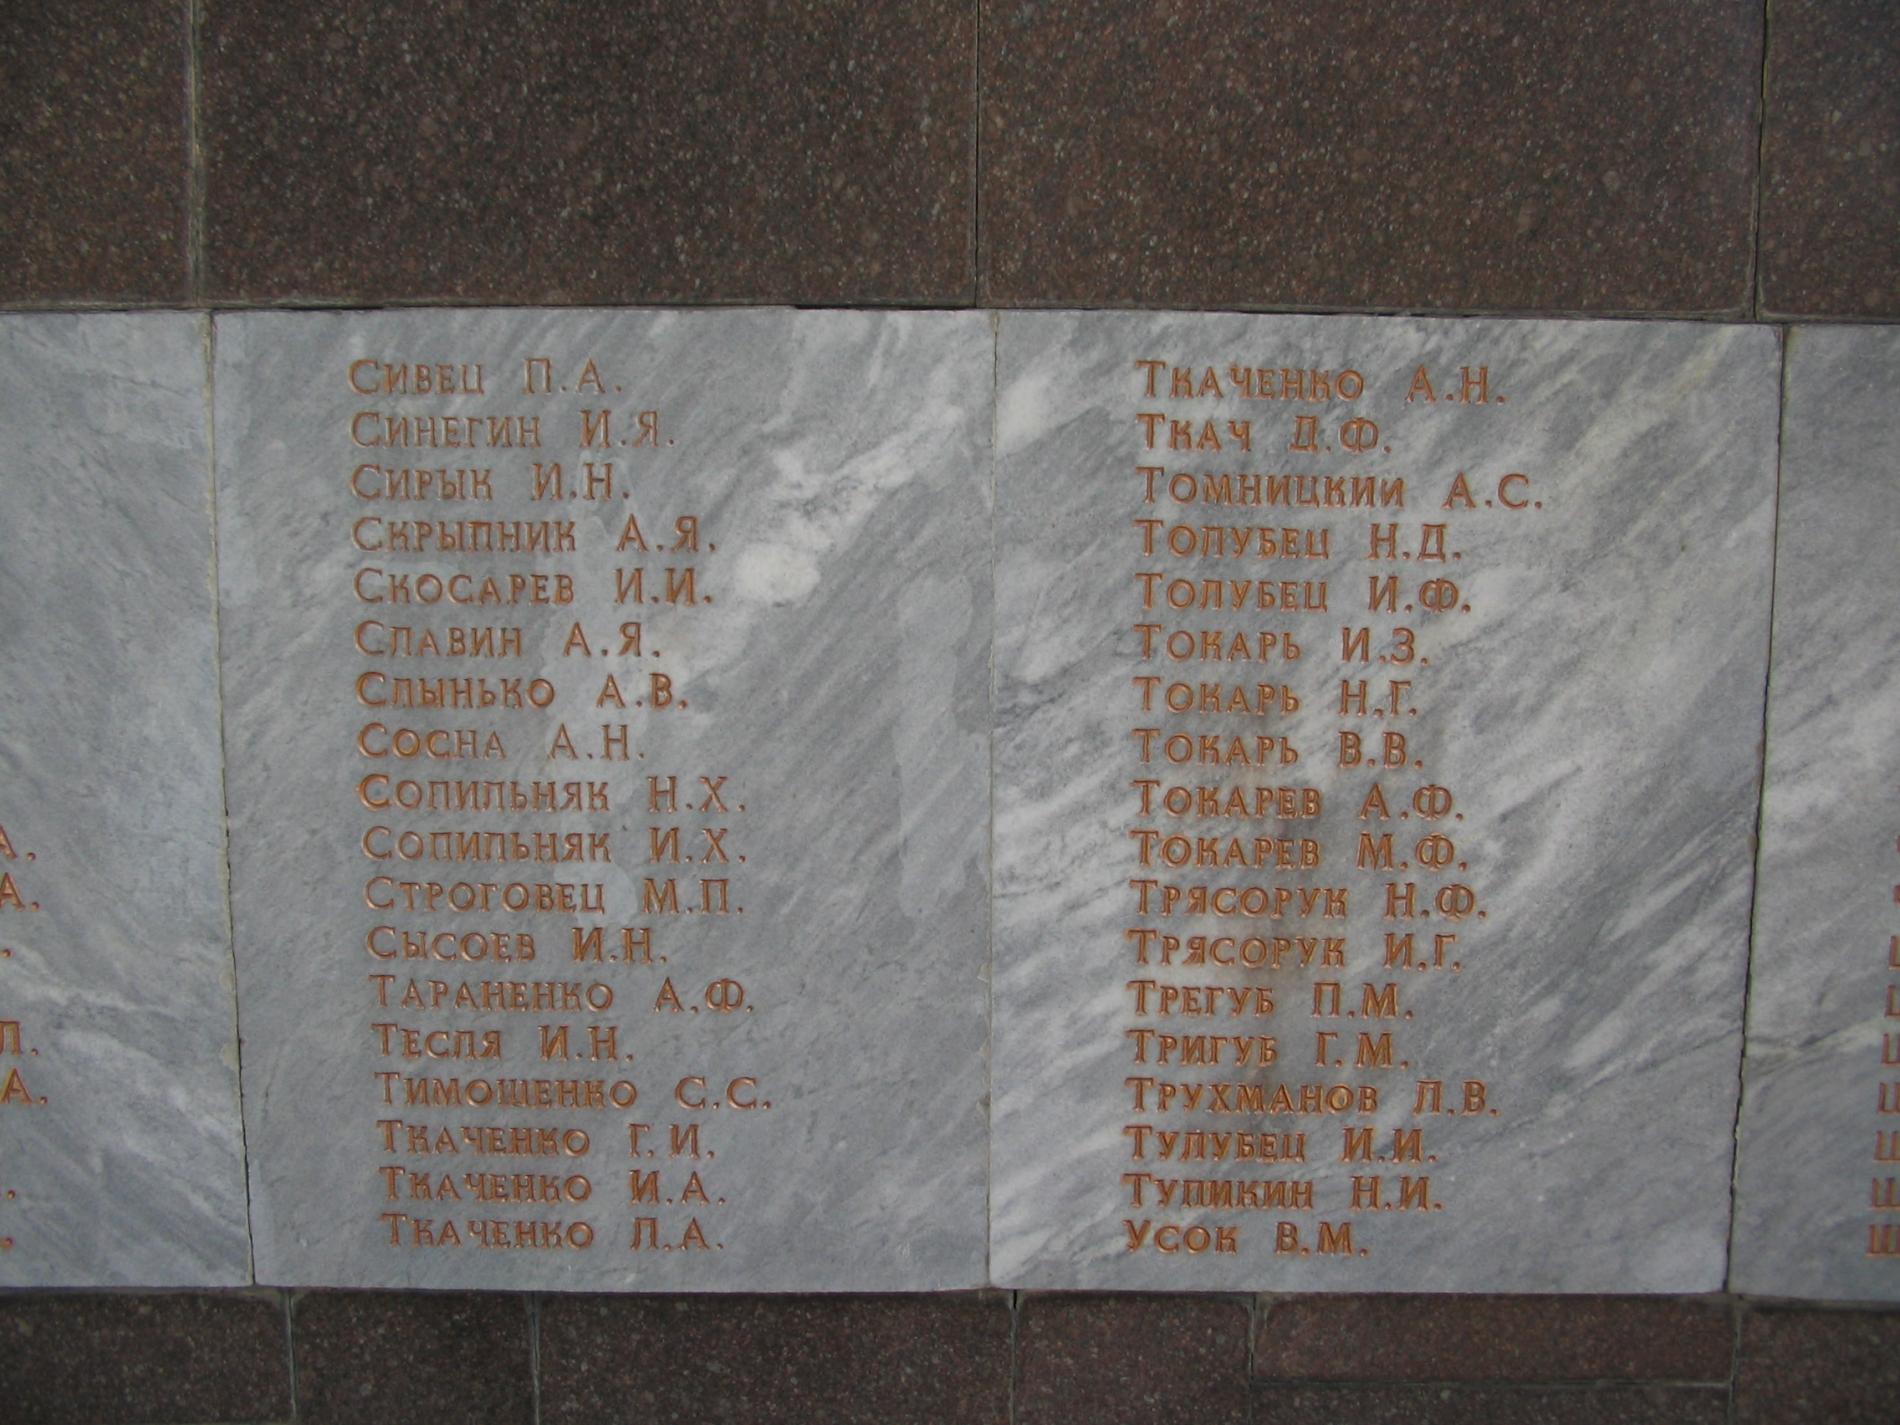 Сивец П.А.
Синегин И.Я.
Сирык И.Н.
Скрыпник А.Я.
Скосарев И.И.
Славин А.Я.
Слынько А.В.
Сосна А.Н.
Сопильняк Н.Х.
Сопильняк И.Х.
Строговец М.П.
Сысоев И.Н.
Тараненко А.Ф.
Тесля И.Н.
Тимошенко С.С.
Ткаченко Г.И.
Ткаченко И.А.
Ткаченко Л.А.
Ткаченко А.Н.
Ткач Д.Ф.
Томницкии А.С.
Толубец Н.Д.
Толубец И.Ф.
Токарь И.З.
Токарь Н.Г.
Токарь В.В.
Токарев А.Ф.
Токарев М.Ф.
Трясорук Н.Ф.
Трясорук И.Г.
Трегуб П.М.
Тригуб Г.М.
Трухманов Л.В.
Тулубец И.И.
Тупикин Н.И.
Усок В.М.